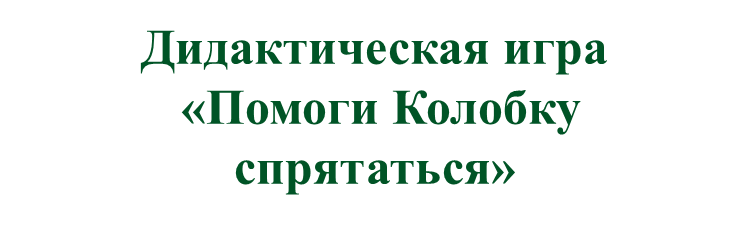 Дидактическая игра
«Помоги Колобку
спрятаться»